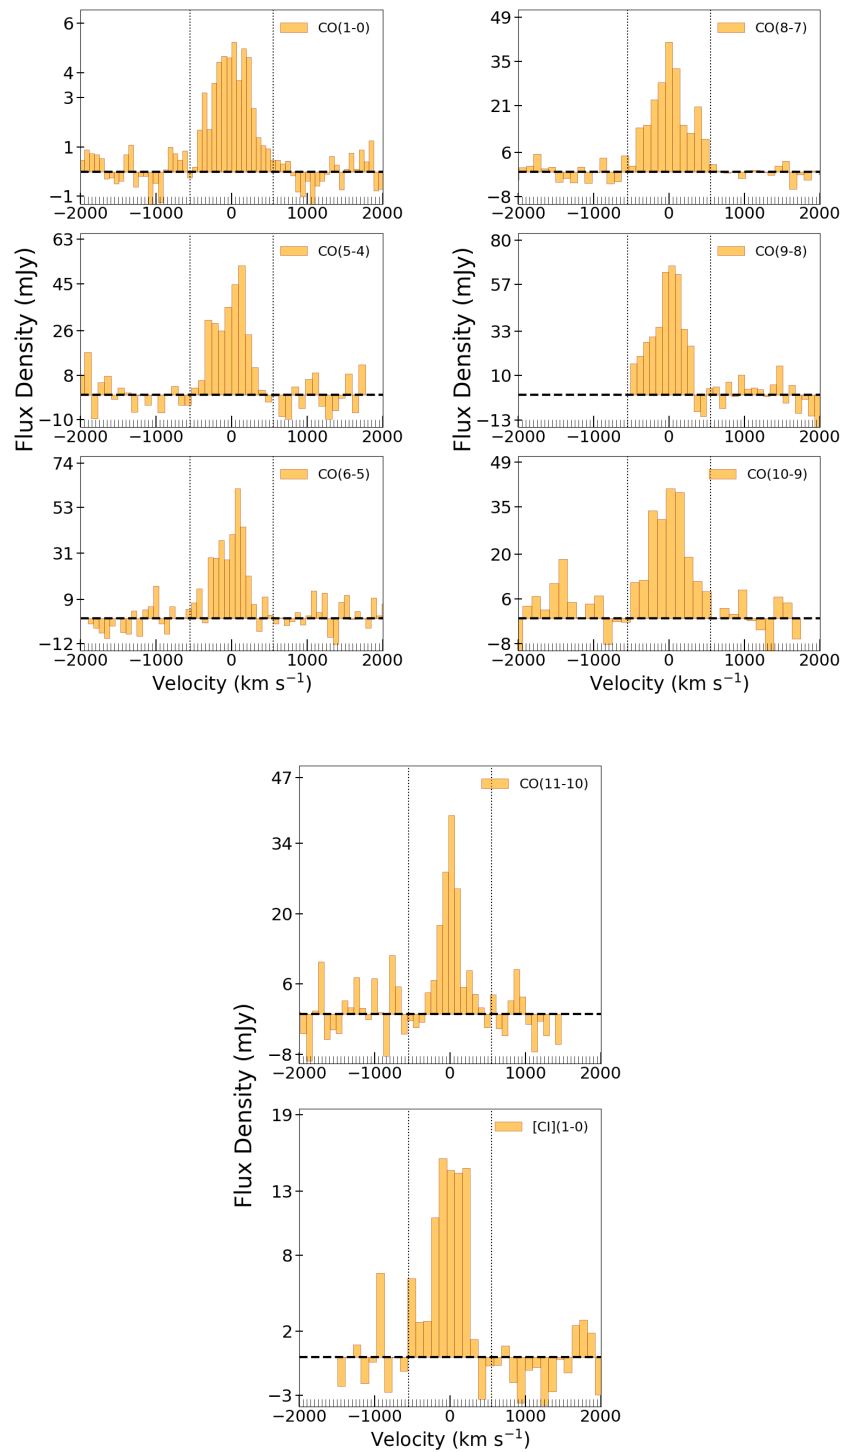 6
4
3
1
−1
CO(1-0)
−2000 −1000 0 1000 2000
49
35
21
6
−8
CO(8-7)
−2000 −1000 0 1000 2000
Flux Density (mJy)
63
45
26
8
−10
CO(5-4)
−2000 −1000 0 1000 2000
Flux Density (mJy)
80
57
33
10
−13
CO(9-8)
−2000 −1000 0 1000 2000
74
53
31
9
−12
CO(6-5)
−2000 −1000 0 1000 2000
Velocity (km s⁻¹)
49
35
20
6
−8
CO(10-9)
−2000 −1000 0 1000 2000
Velocity (km s⁻¹)
Flux Density (mJy)
47
34
20
6
−8
CO(11-10)
−2000 −1000 0 1000 2000
19
13
8
2
−3
[CI](1-0)
−2000 −1000 0 1000 2000
Velocity (km s⁻¹)